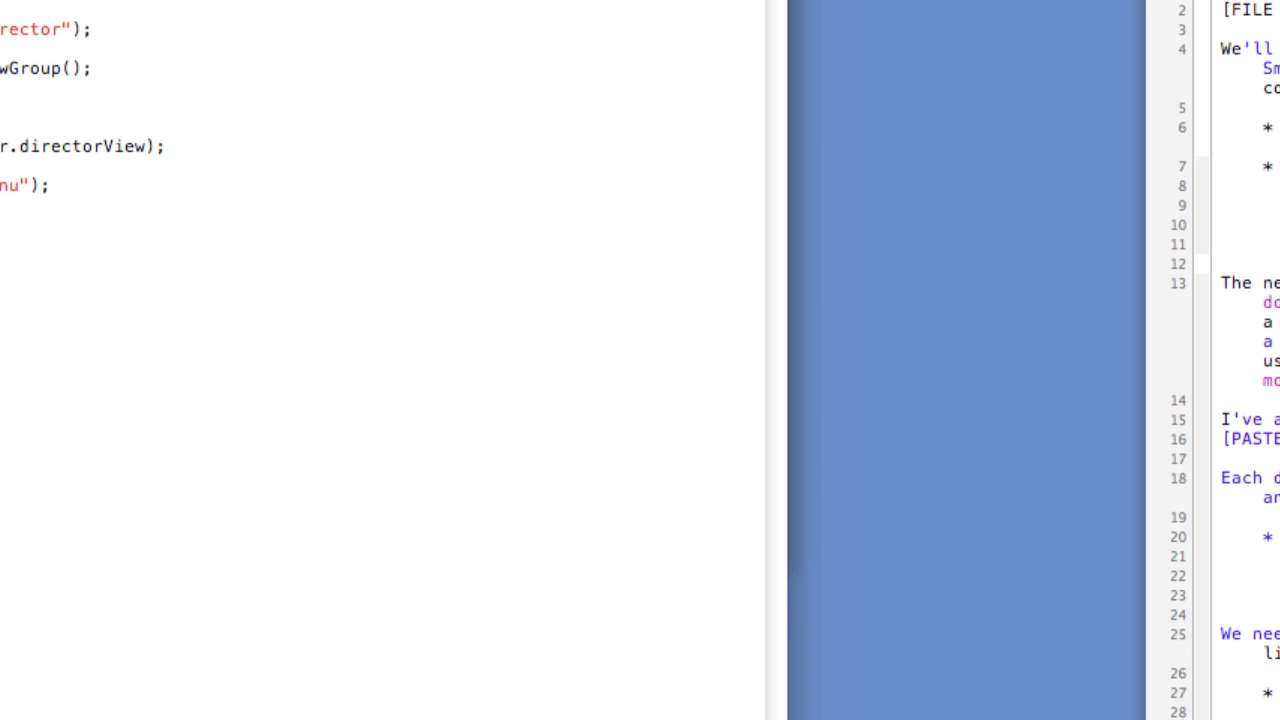 rector");
wGroup();
r.directorView);
nu");
2 [FILE
3
4 We'll
Sm
co
5
6 *
7 *
8
9
10
11
12
13 The ne
do
a
a
us
mo
14
15 I've a
16 [PASTE
17
18 Each d
an
19
20 *
21
22
23
24
25 We nee
li
26
27 *
28